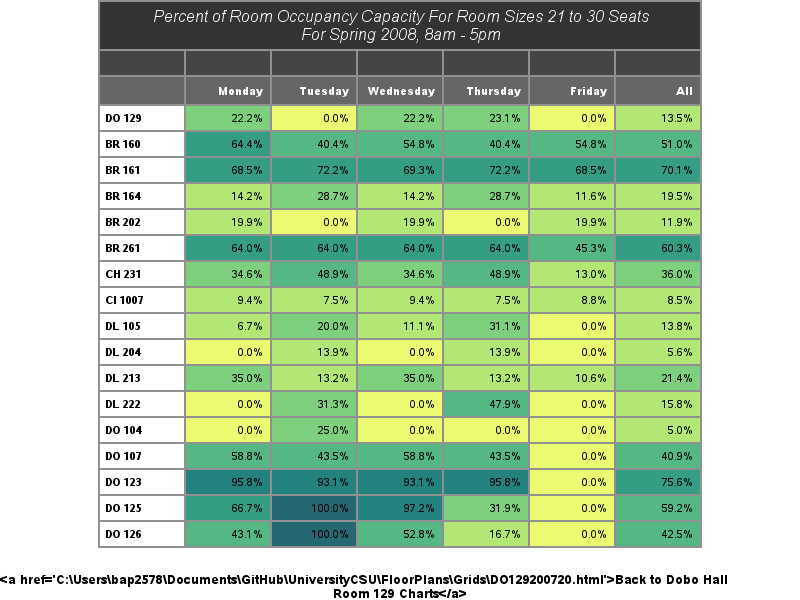 Percent of Room Occupancy Capacity For Room Sizes 21 to 30 Seats
For Spring 2008, 8am - 5pm
Monday Tuesday Wednesday Thursday Friday All
DO 129 22.2% 0.0% 22.2% 23.1% 0.0% 13.5%
BR 160 64.4% 40.4% 54.8% 40.4% 54.8% 51.0%
BR 161 68.5% 72.2% 69.3% 72.2% 68.5% 70.1%
BR 164 14.2% 28.7% 14.2% 28.7% 11.6% 19.5%
BR 202 19.9% 0.0% 19.9% 0.0% 19.9% 11.9%
BR 261 64.0% 64.0% 64.0% 64.0% 45.3% 60.3%
CH 231 34.6% 48.9% 34.6% 48.9% 13.0% 36.0%
CI 1007 9.4% 7.5% 9.4% 7.5% 8.8% 8.5%
DL 105 6.7% 20.0% 11.1% 31.1% 0.0% 13.8%
DL 204 0.0% 13.9% 0.0% 13.9% 0.0% 5.6%
DL 213 35.0% 13.2% 35.0% 13.2% 10.6% 21.4%
DL 222 0.0% 31.3% 0.0% 47.9% 0.0% 15.8%
DO 104 0.0% 25.0% 0.0% 0.0% 0.0% 5.0%
DO 107 58.8% 43.5% 58.8% 43.5% 0.0% 40.9%
DO 123 95.8% 93.1% 93.1% 95.8% 0.0% 75.6%
DO 125 66.7% 100.0% 97.2% 31.9% 0.0% 59.2%
DO 126 43.1% 100.0% 52.8% 16.7% 0.0% 42.5%
<a href='C:\Users\bap2578\Documents\GitHub\UniversityCSU\FloorPlans\Grids\DO129200720.html'>Back to Dobo Hall
Room 129 Charts</a>